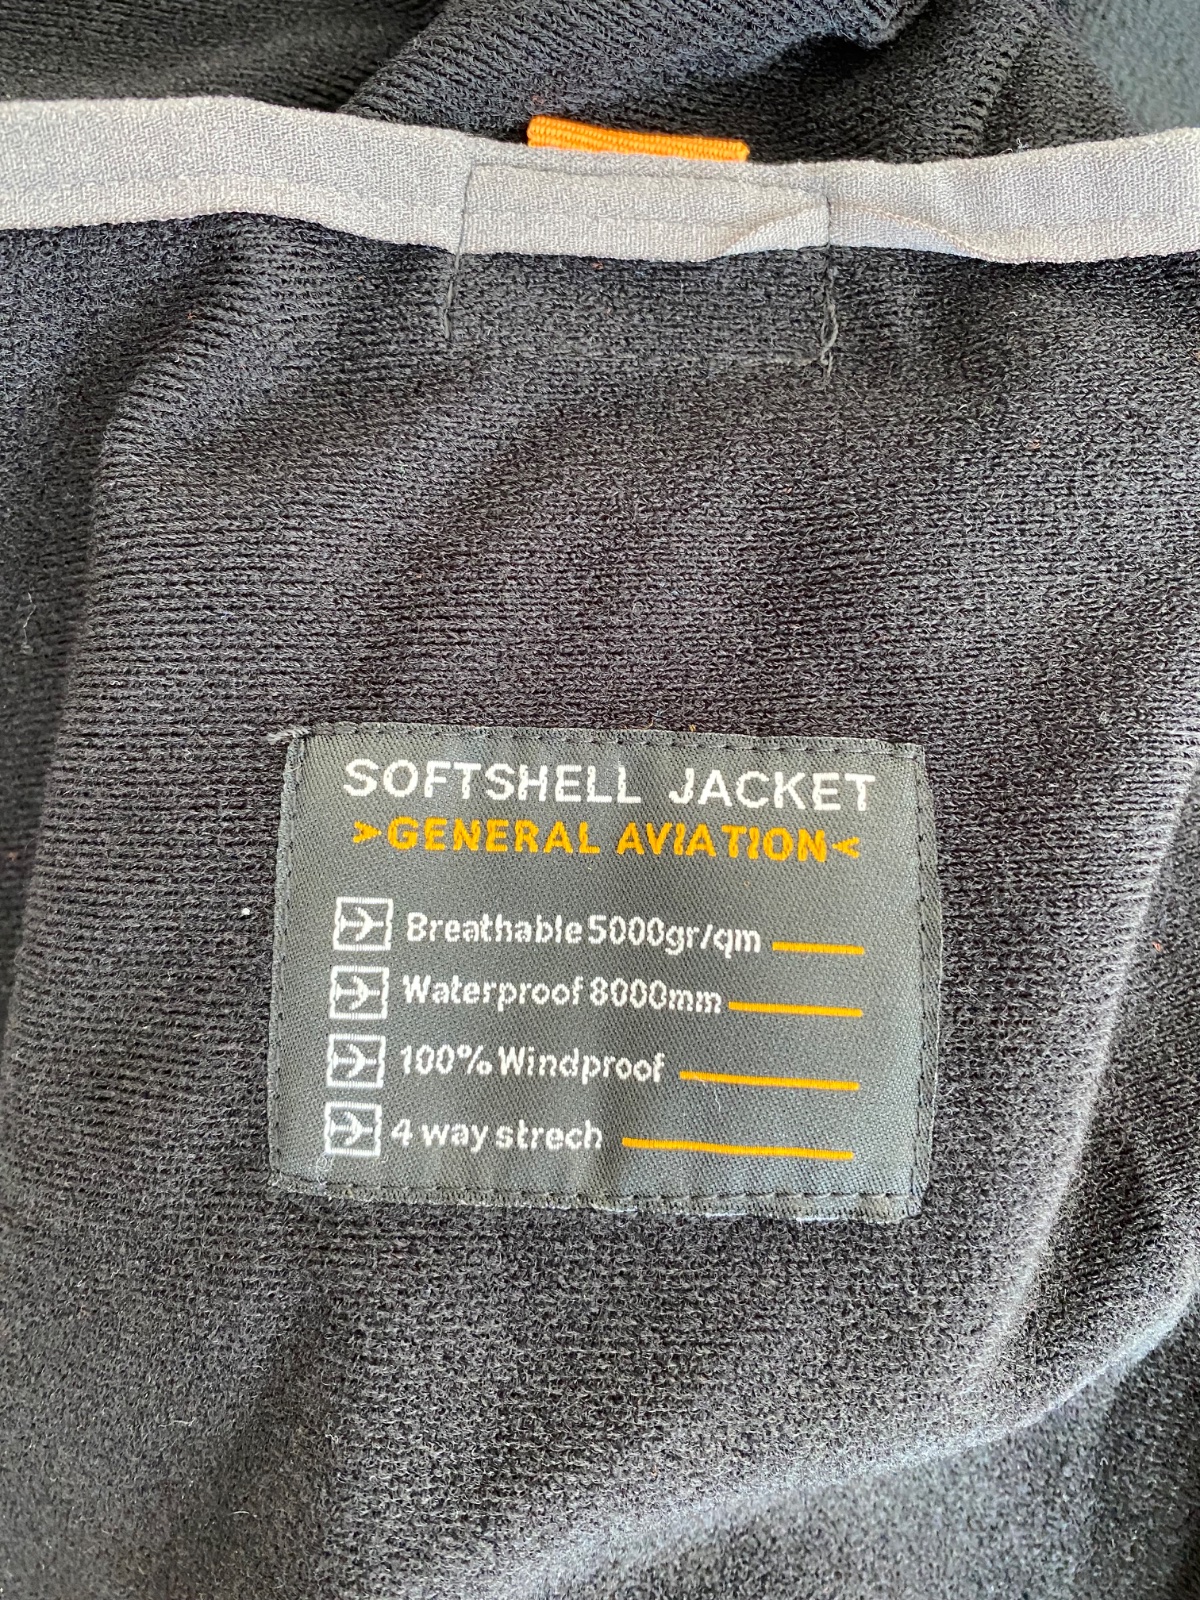 SOFTSHELL JACKET
>GENERAL AVIATION<
Breathable 5000gr/qm
Waterproof 8000mm
100% Windproof
4 way strech